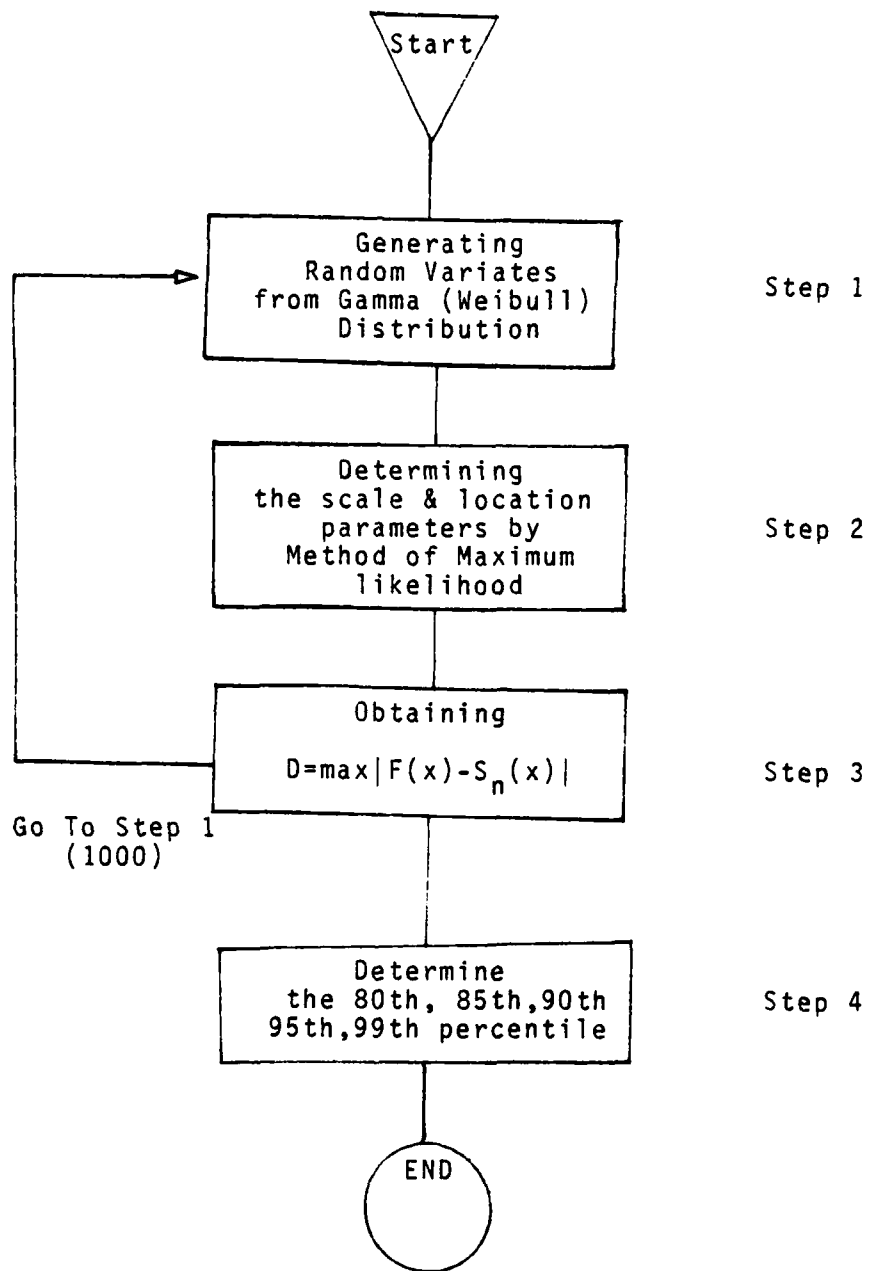 Start
Generating
Random Variates
from Gamma (Weibull)
Distribution
Step 1
Determining
the scale & location
parameters by
Method of Maximum
likelihood
Step 2
Obtaining
D=max|F(x)-Sn(x)|
Step 3
Go To Step 1
(1000)
Determine
the 80th, 85th,90th
95th,99th percentile
Step 4
END